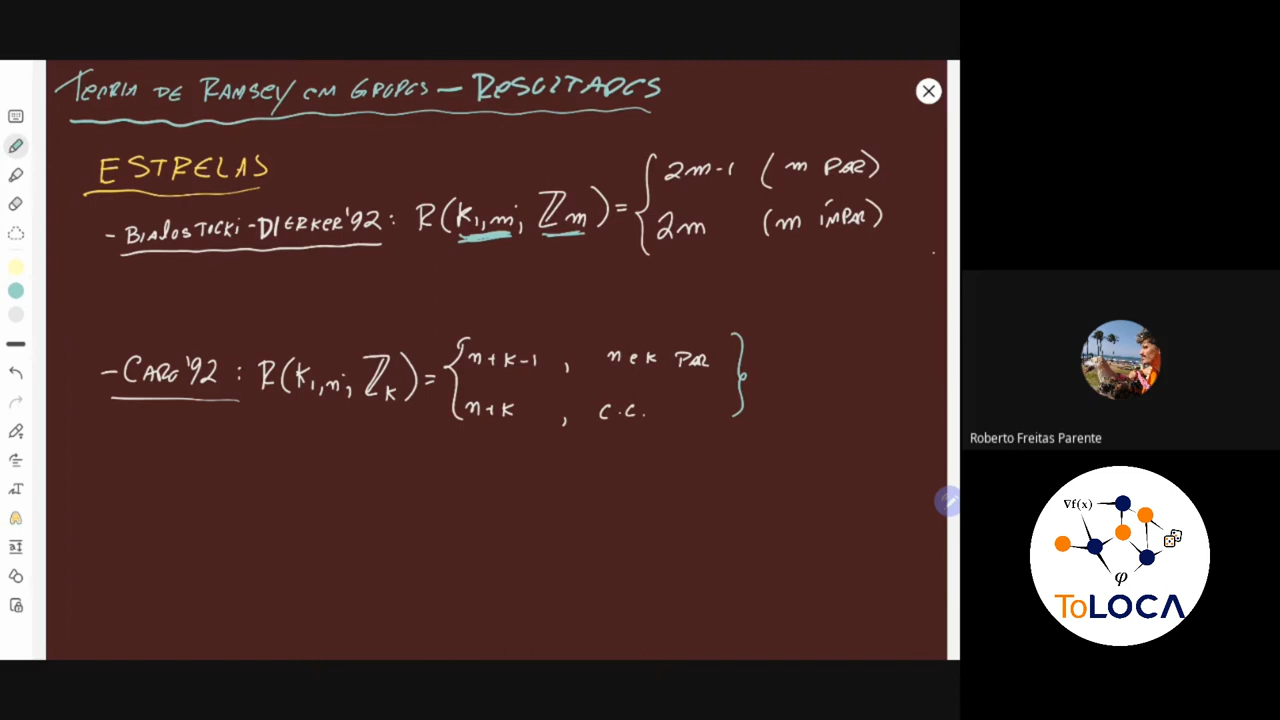 TEORIA DE RAMSEY EM GRUPOS — RESULTADOS
ESTRELAS
- BIALOSTOCKI - DIERKER '92 : R(K₁,m ; ℤm) = { 2m-1 (m PAR)
2m (m ÍMPAR)
- CARO '92 : R(K₁,n ; ℤk) = { n+k-1 , n e k PAR }
n+k , c.c.
Roberto Freitas Parente
∇f(x)
φ
ToLOCA